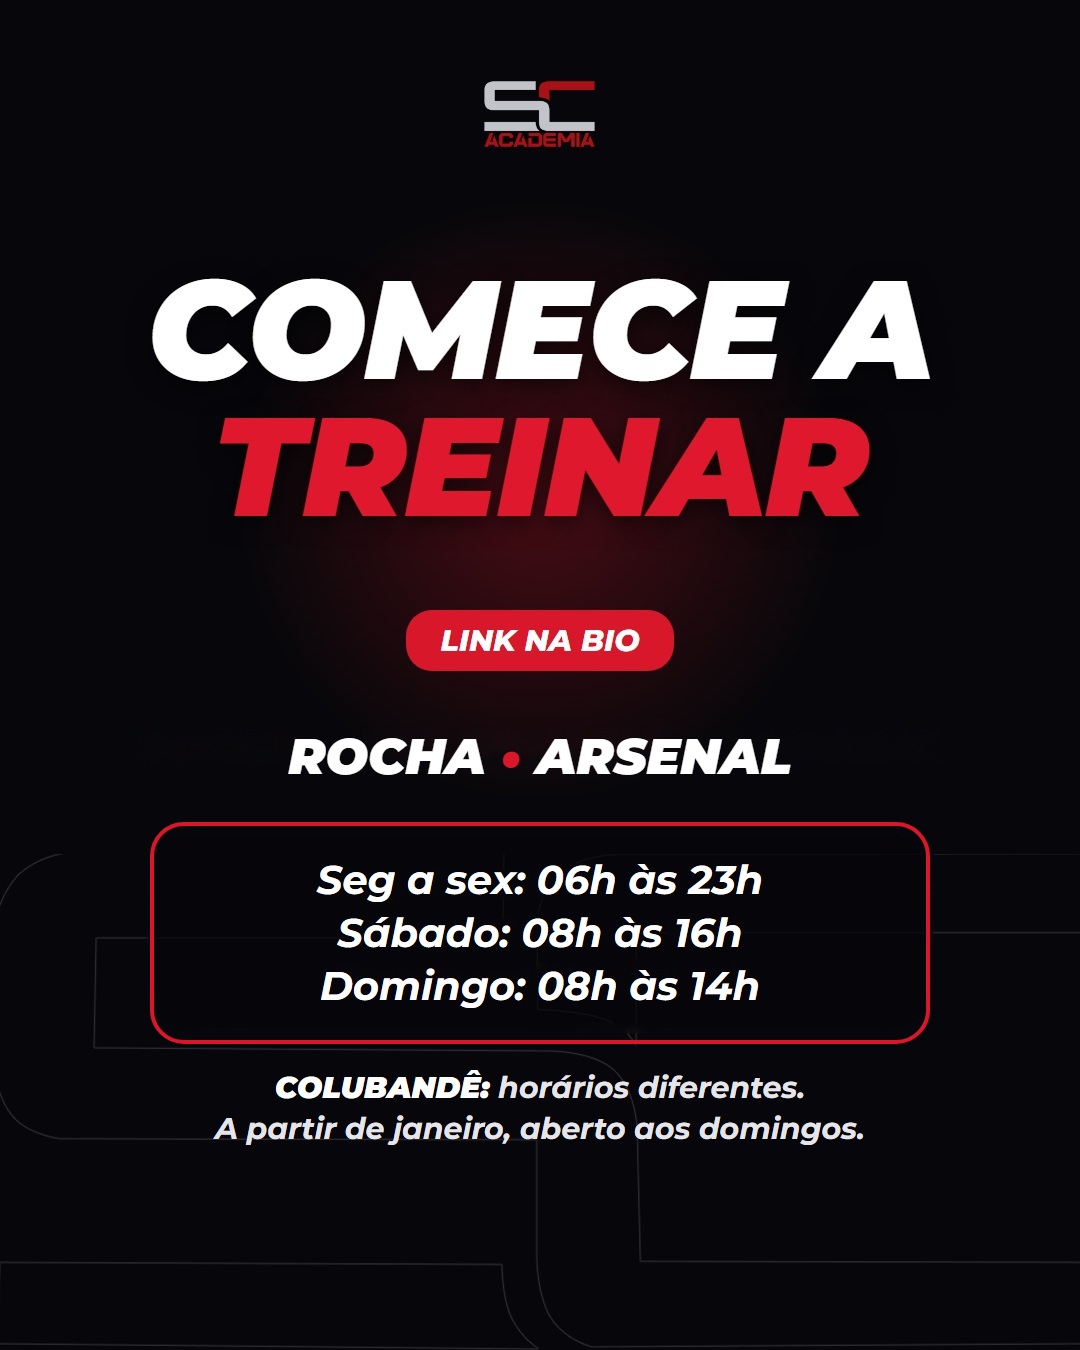 SC
ACADEMIA
COMECE A
TREINAR
LINK NA BIO
ROCHA • ARSENAL
Seg a sex: 06h às 23h
Sábado: 08h às 16h
Domingo: 08h às 14h
COLUBANDÊ: horários diferentes.
A partir de janeiro, aberto aos domingos.